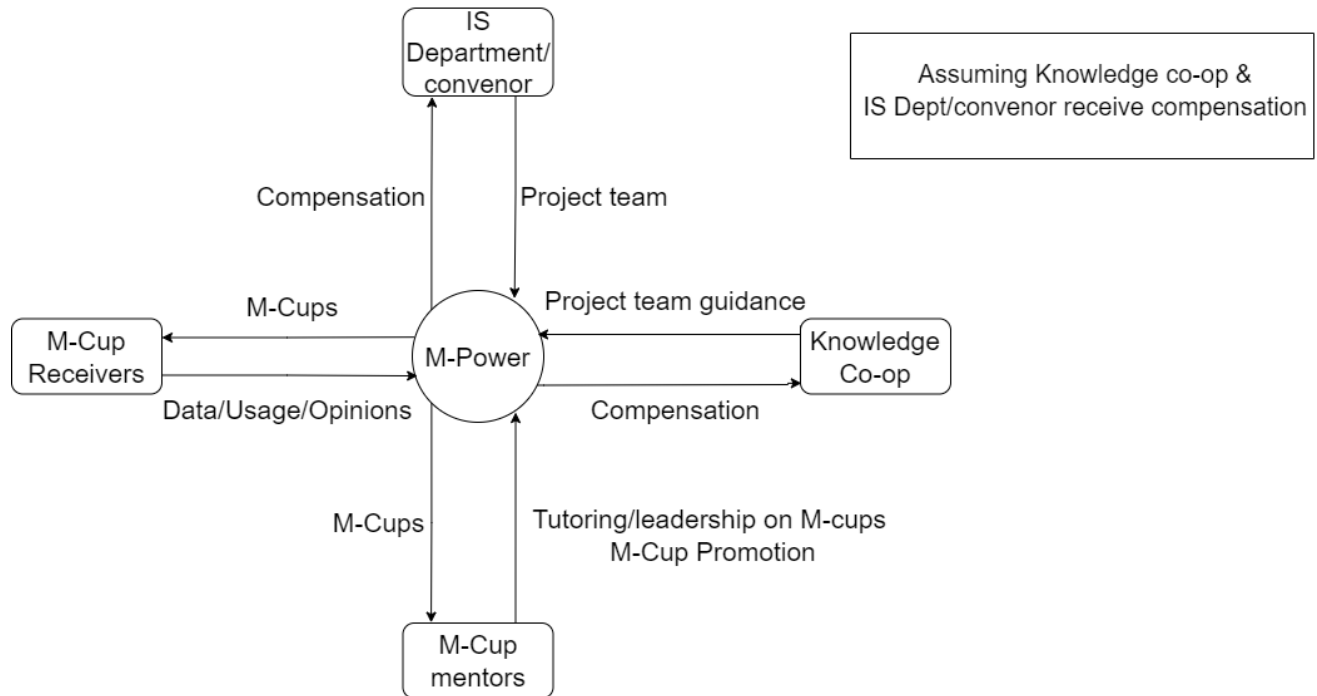 IS
Department/
convenor
Assuming Knowledge co-op &
IS Dept/convenor receive compensation
Compensation
Project team
M-Cups
Project team guidance
M-Cup
Receivers
M-Power
Knowledge
Co-op
Data/Usage/Opinions
Compensation
M-Cups
Tutoring/leadership on M-cups
M-Cup Promotion
M-Cup
mentors